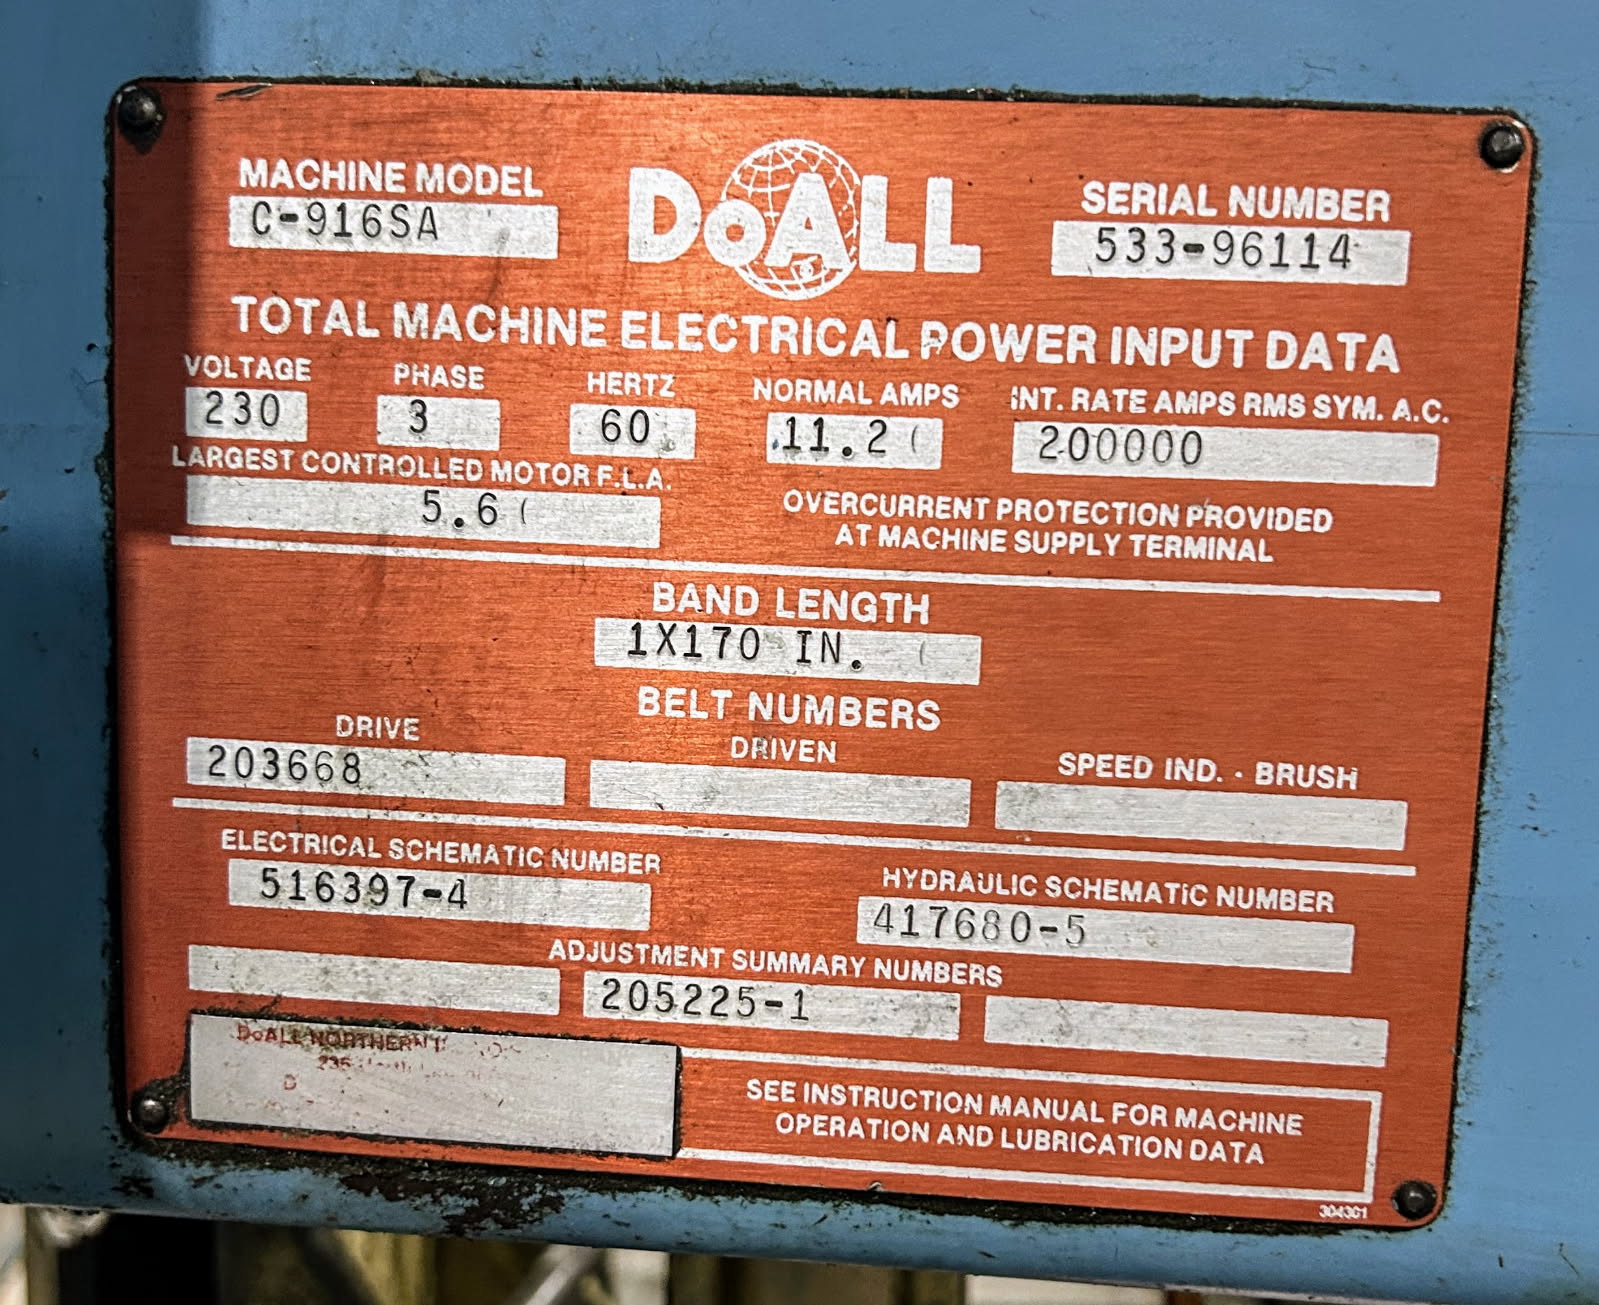 MACHINE MODEL
C-916SA
DoALL
SERIAL NUMBER
533-96114
TOTAL MACHINE ELECTRICAL POWER INPUT DATA
VOLTAGE PHASE HERTZ NORMAL AMPS INT. RATE AMPS RMS SYM. A.C.
230 3 60 11.2 200000
LARGEST CONTROLLED MOTOR F.L.A.
5.6
OVERCURRENT PROTECTION PROVIDED
AT MACHINE SUPPLY TERMINAL
BAND LENGTH
1X170 IN.
BELT NUMBERS
DRIVE DRIVEN SPEED IND. - BRUSH
203668
ELECTRICAL SCHEMATIC NUMBER
516397-4
HYDRAULIC SCHEMATIC NUMBER
417680-5
ADJUSTMENT SUMMARY NUMBERS
205225-1
DoALL NORTHERN
235
SEE INSTRUCTION MANUAL FOR MACHINE
OPERATION AND LUBRICATION DATA
304301